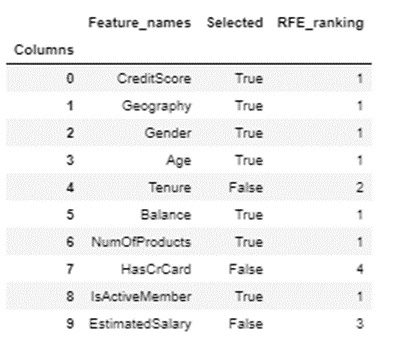 Feature_names Selected RFE_ranking
Columns
0 CreditScore True 1
1 Geography True 1
2 Gender True 1
3 Age True 1
4 Tenure False 2
5 Balance True 1
6 NumOfProducts True 1
7 HasCrCard False 4
8 IsActiveMember True 1
9 EstimatedSalary False 3